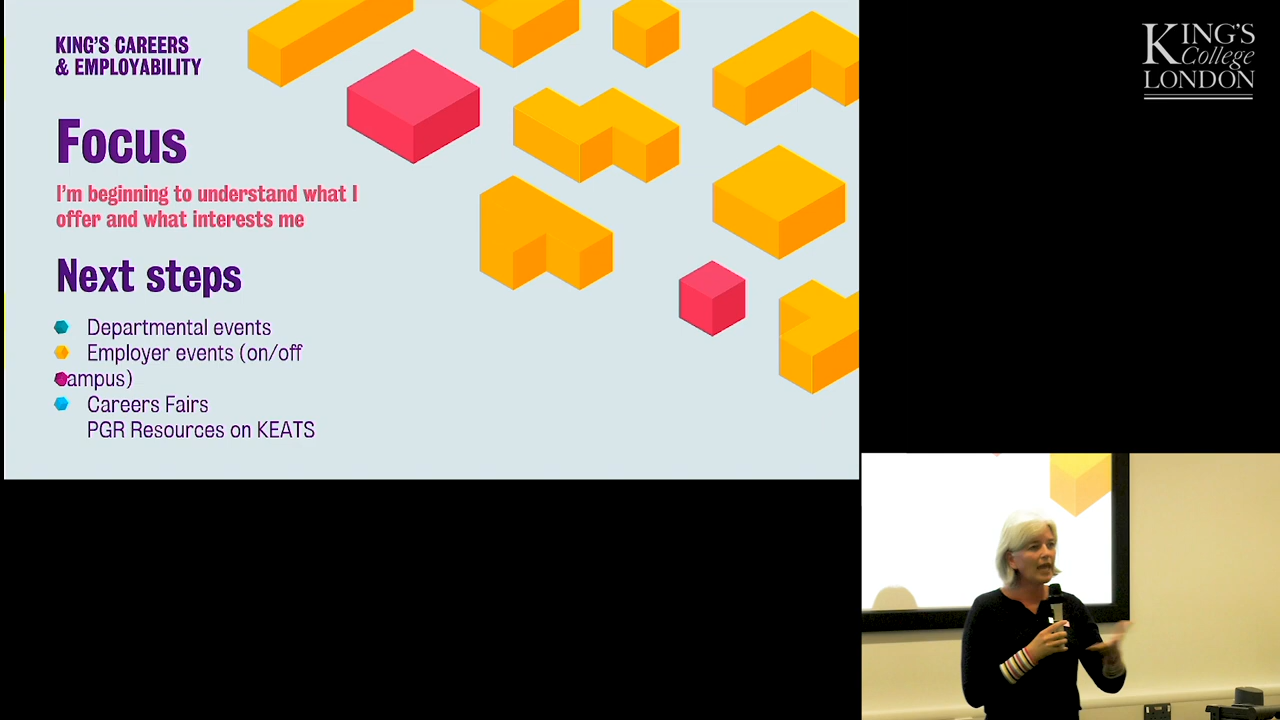 KING'S CAREERS
& EMPLOYABILITY
Focus
I'm beginning to understand what I
offer and what interests me
Next steps
Departmental events
Employer events (on/off
campus)
Careers Fairs
PGR Resources on KEATS
KING'S
College
LONDON